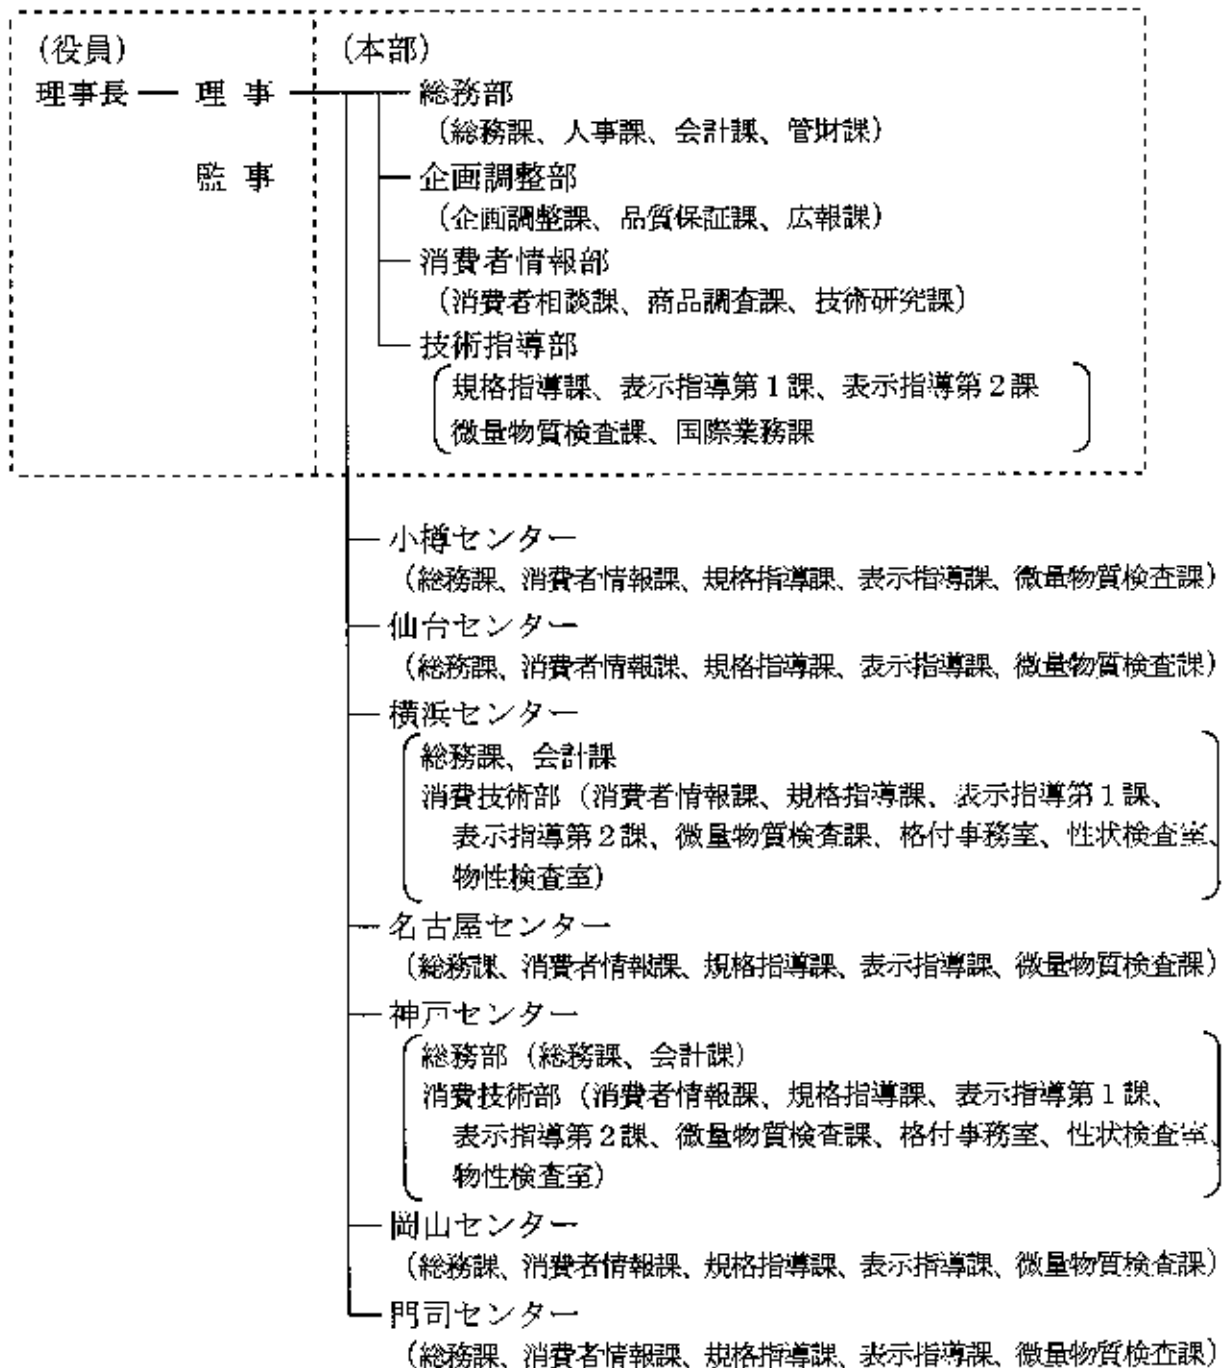 (役員) (本部)
理事長 ― 理 事 ― 総務部
(総務課、人事課、会計課、管財課)
監 事 企画調整部
(企画調整課、品質保証課、広報課)
消費者情報部
(消費者相談課、商品調査課、技術研究課)
技術指導部
規格指導課、表示指導第1課、表示指導第2課
微量物質検査課、国際業務課
小樽センター
(総務課、消費者情報課、規格指導課、表示指導課、微量物質検査課)
仙台センター
(総務課、消費者情報課、規格指導課、表示指導課、微量物質検査課)
横浜センター
総務課、会計課
消費技術部(消費者情報課、規格指導課、表示指導第1課、
表示指導第2課、微量物質検査課、格付事務室、性状検査室、
物性検査室)
名古屋センター
(総務課、消費者情報課、規格指導課、表示指導課、微量物質検査課)
神戸センター
総務部(総務課、会計課)
消費技術部(消費者情報課、規格指導課、表示指導第1課、
表示指導第2課、微量物質検査課、格付事務室、性状検査室、
物性検査室)
岡山センター
(総務課、消費者情報課、規格指導課、表示指導課、微量物質検査課)
門司センター
(総務課、消費者情報課、規格指導課、表示指導課、微量物質検査課)